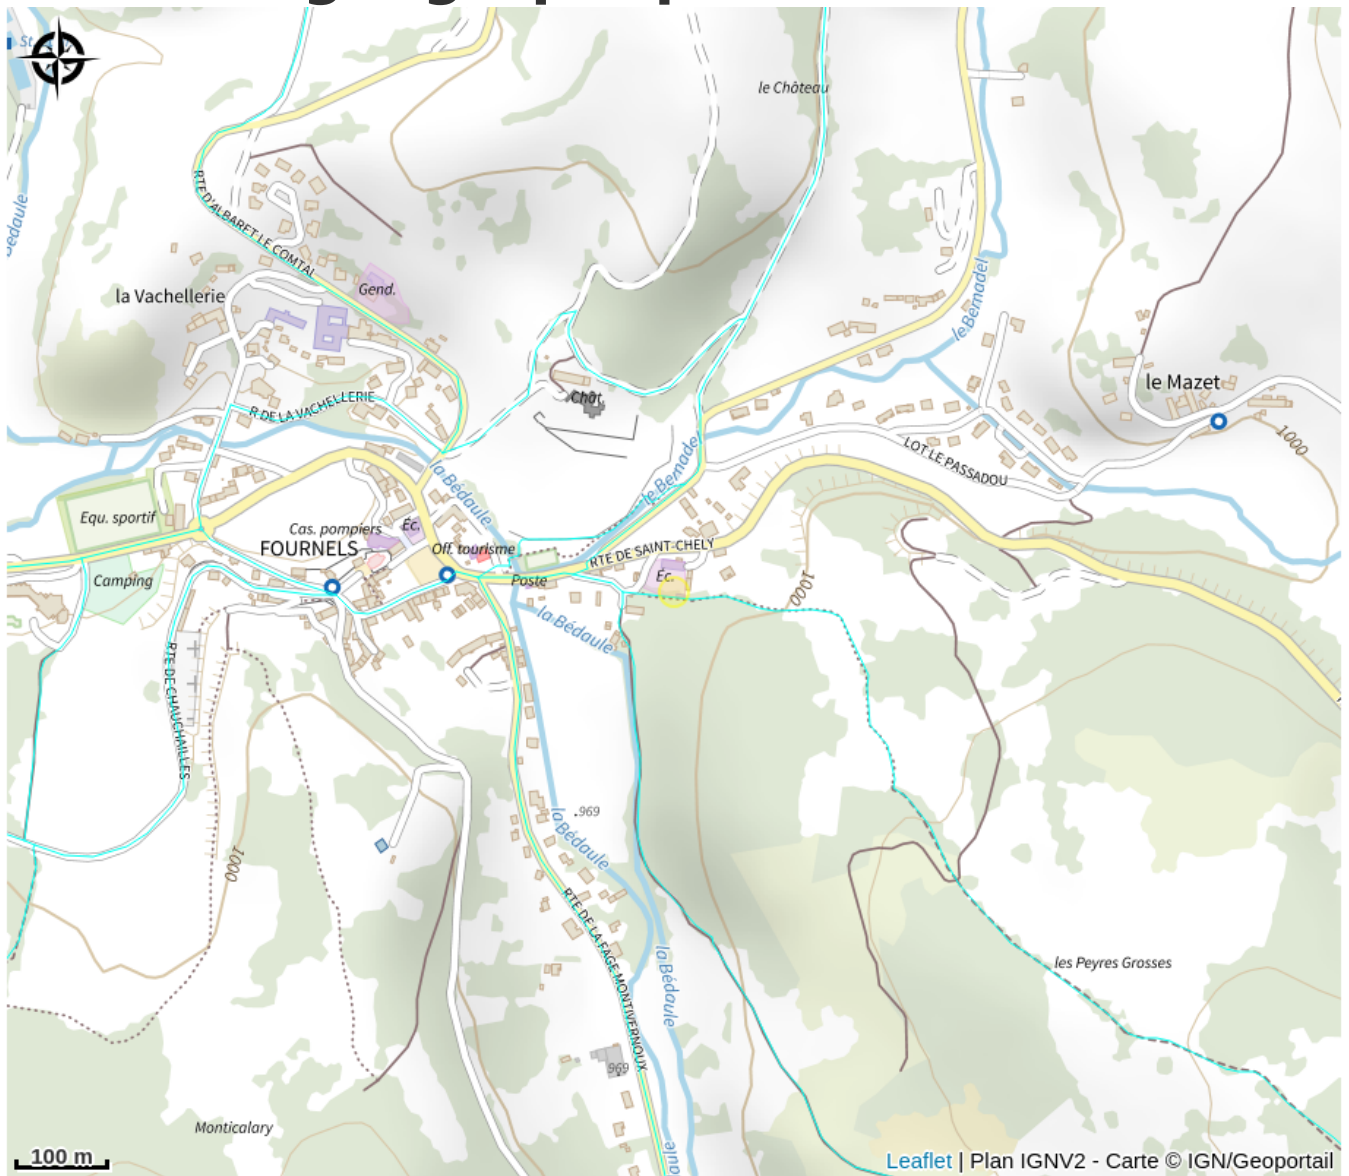 le Château
Bédaule
RTE D'ALBARET LE COMTAL
Gend.
la Vachellerie
le Bernadel
le Mazet
Chât.
R DE LA VACHELLERIE
1000
LOT LE PASSADOU
le Bernadel
la Bédaule
Equ. sportif
Cas. pompiers
Éc.
FOURNELS
Off. tourisme
RTE DE SAINT-CHELY
Camping
Poste
Éc.
1000
la Bédaule
RTE DE CHAUCHAILLES
969
la Bédaule
1000
RTE DE LA FAGE MONTIVERNOUX
la Bédaule
les Peyres Grosses
969
Monticalary
100 m
Leaflet | Plan IGNV2 - Carte © IGN/Geoportail